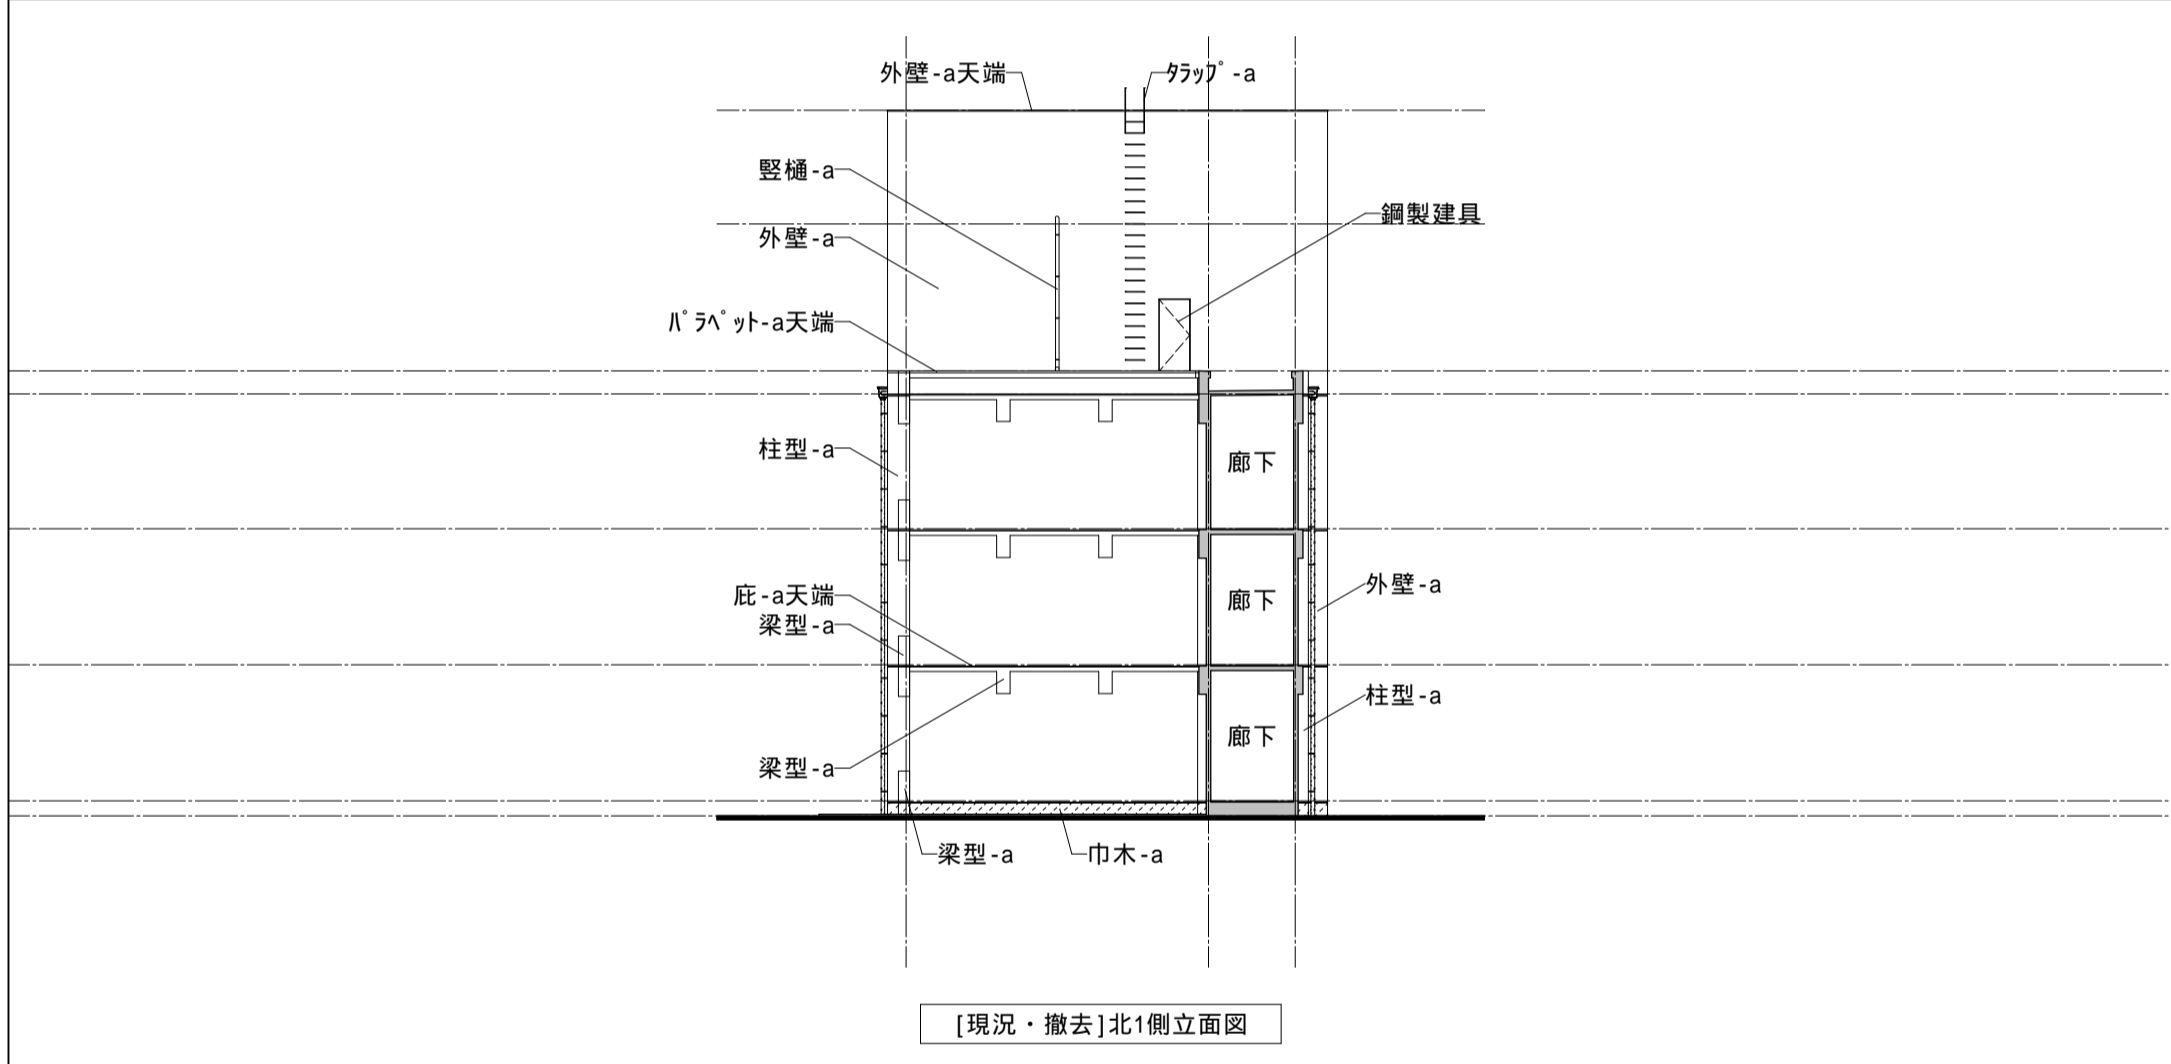 外壁-a天端
ﾀﾗｯﾌﾟ-a
竪樋-a
鋼製建具
外壁-a
ﾊﾟﾗﾍﾟｯﾄ-a天端
柱型-a
廊下
外壁-a
庇-a天端
廊下
梁型-a
柱型-a
廊下
梁型-a
梁型-a
巾木-a
[現況・撤去]北1側立面図